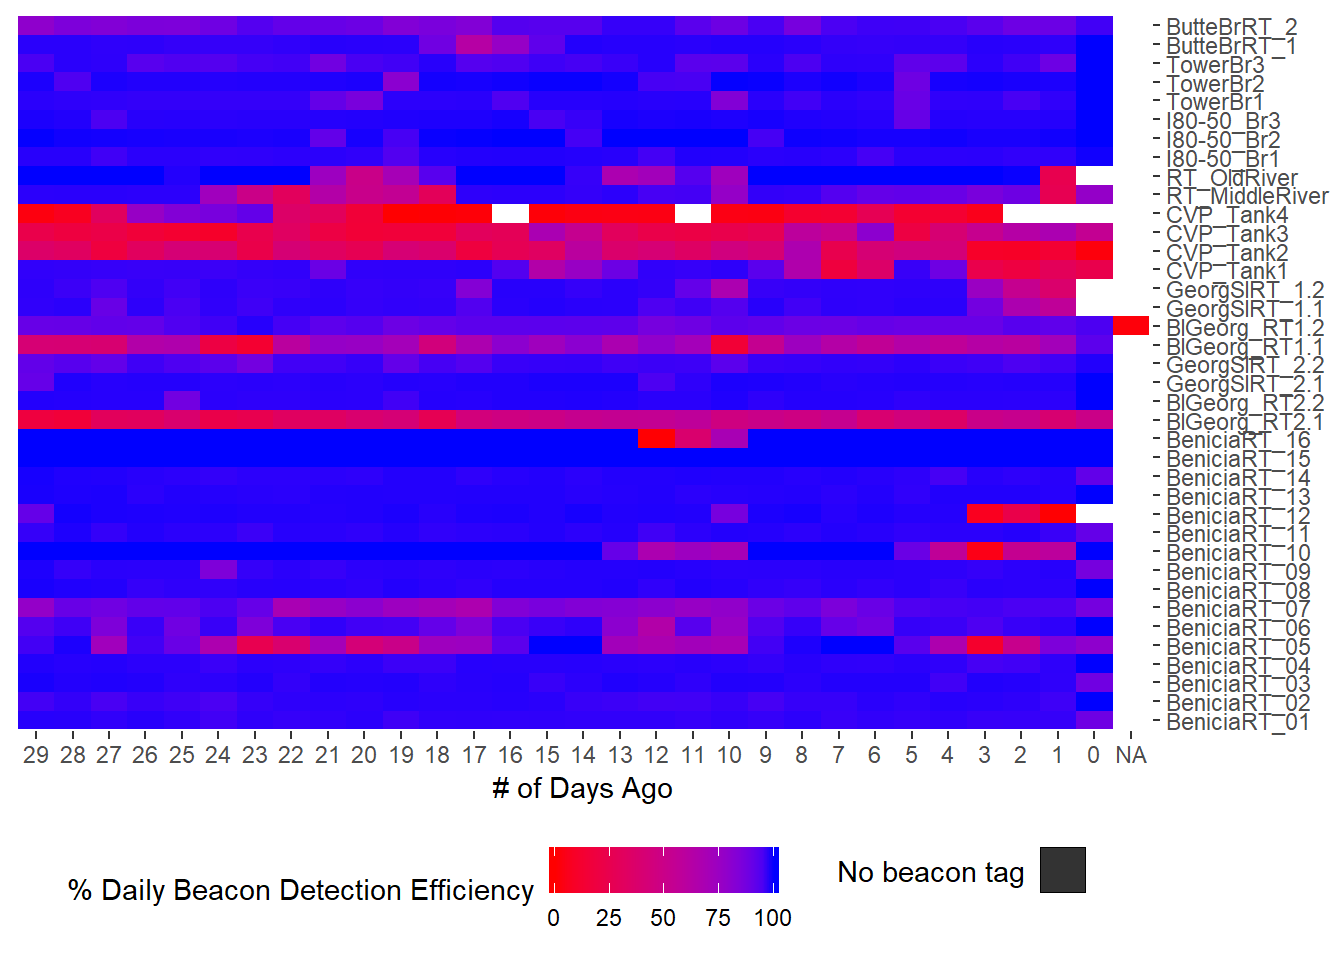 ButteBrRT_2
ButteBrRT_1
TowerBr3
TowerBr2
TowerBr1
I80-50_Br3
I80-50_Br2
I80-50_Br1
RT_OldRiver
RT_MiddleRiver
CVP_Tank4
CVP_Tank3
CVP_Tank2
CVP_Tank1
GeorgSlRT_1.2
GeorgSlRT_1.1
BlGeorg_RT1.2
BlGeorg_RT1.1
GeorgSlRT_2.2
GeorgSlRT_2.1
BlGeorg_RT2.2
BlGeorg_RT2.1
BeniciaRT_16
BeniciaRT_15
BeniciaRT_14
BeniciaRT_13
BeniciaRT_12
BeniciaRT_11
BeniciaRT_10
BeniciaRT_09
BeniciaRT_08
BeniciaRT_07
BeniciaRT_06
BeniciaRT_05
BeniciaRT_04
BeniciaRT_03
BeniciaRT_02
BeniciaRT_01
29 28 27 26 25 24 23 22 21 20 19 18 17 16 15 14 13 12 11 10 9 8 7 6 5 4 3 2 1 0 NA
# of Days Ago
% Daily Beacon Detection Efficiency
0 25 50 75 100
No beacon tag